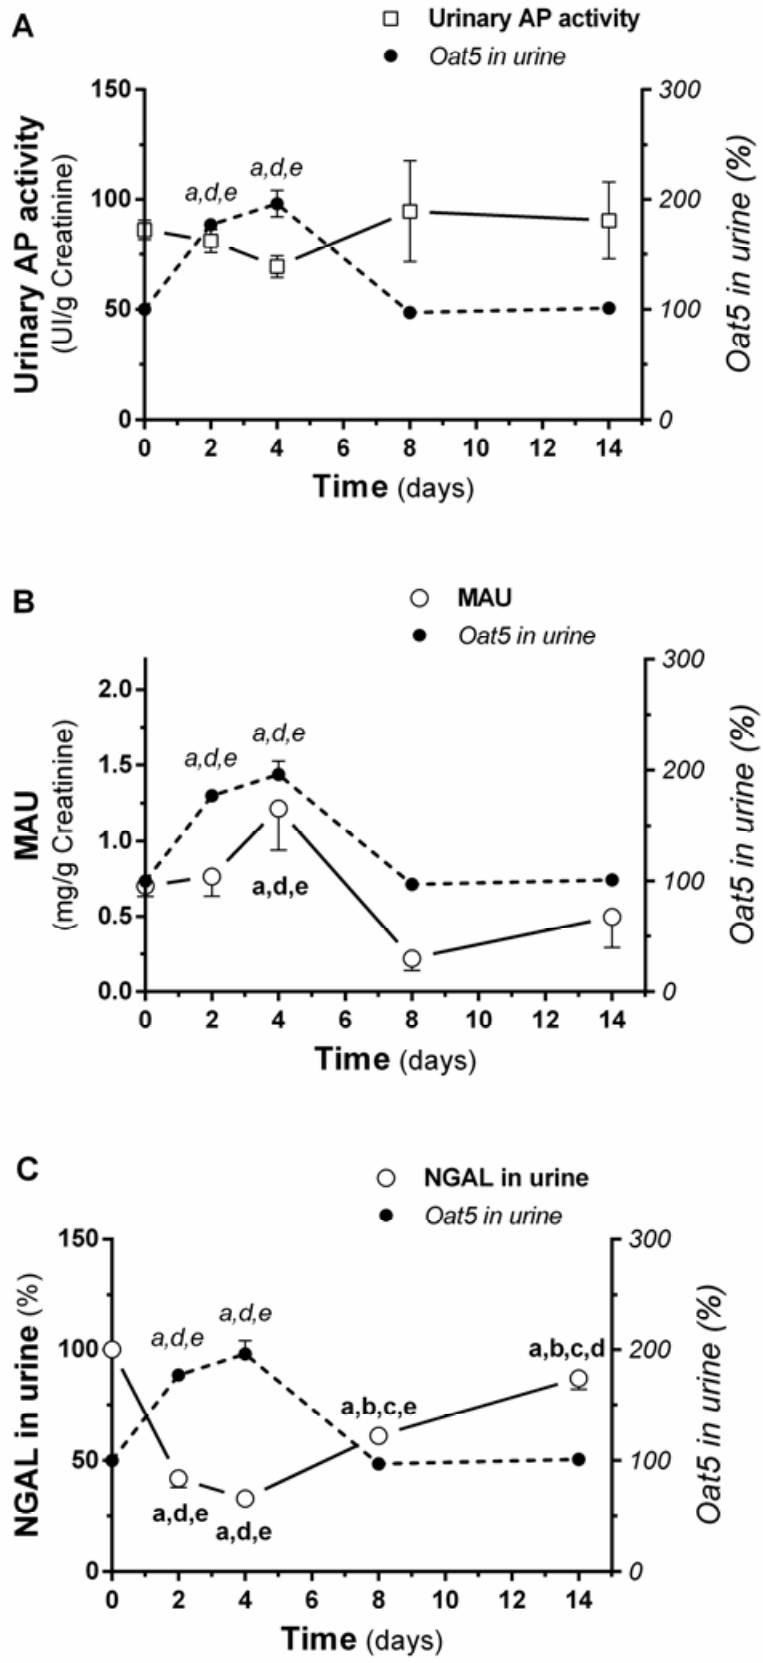 A
Urinary AP activity
Oat5 in urine
Urinary AP activity
(UI/g Creatinine)
150
100
50
0
a,d,e
a,d,e
300
200
100
0
Oat5 in urine (%)
0 2 4 6 8 10 12 14
Time (days)
B
MAU
Oat5 in urine
MAU
(mg/g Creatinine)
2.0
1.5
1.0
0.5
0.0
a,d,e
a,d,e
a,d,e
300
200
100
0
Oat5 in urine (%)
0 2 4 6 8 10 12 14
Time (days)
C
NGAL in urine
Oat5 in urine
NGAL in urine (%)
150
100
50
0
a,d,e
a,d,e
a,d,e
a,d,e
a,b,c,e
a,b,c,d
300
200
100
0
Oat5 in urine (%)
0 2 4 6 8 10 12 14
Time (days)